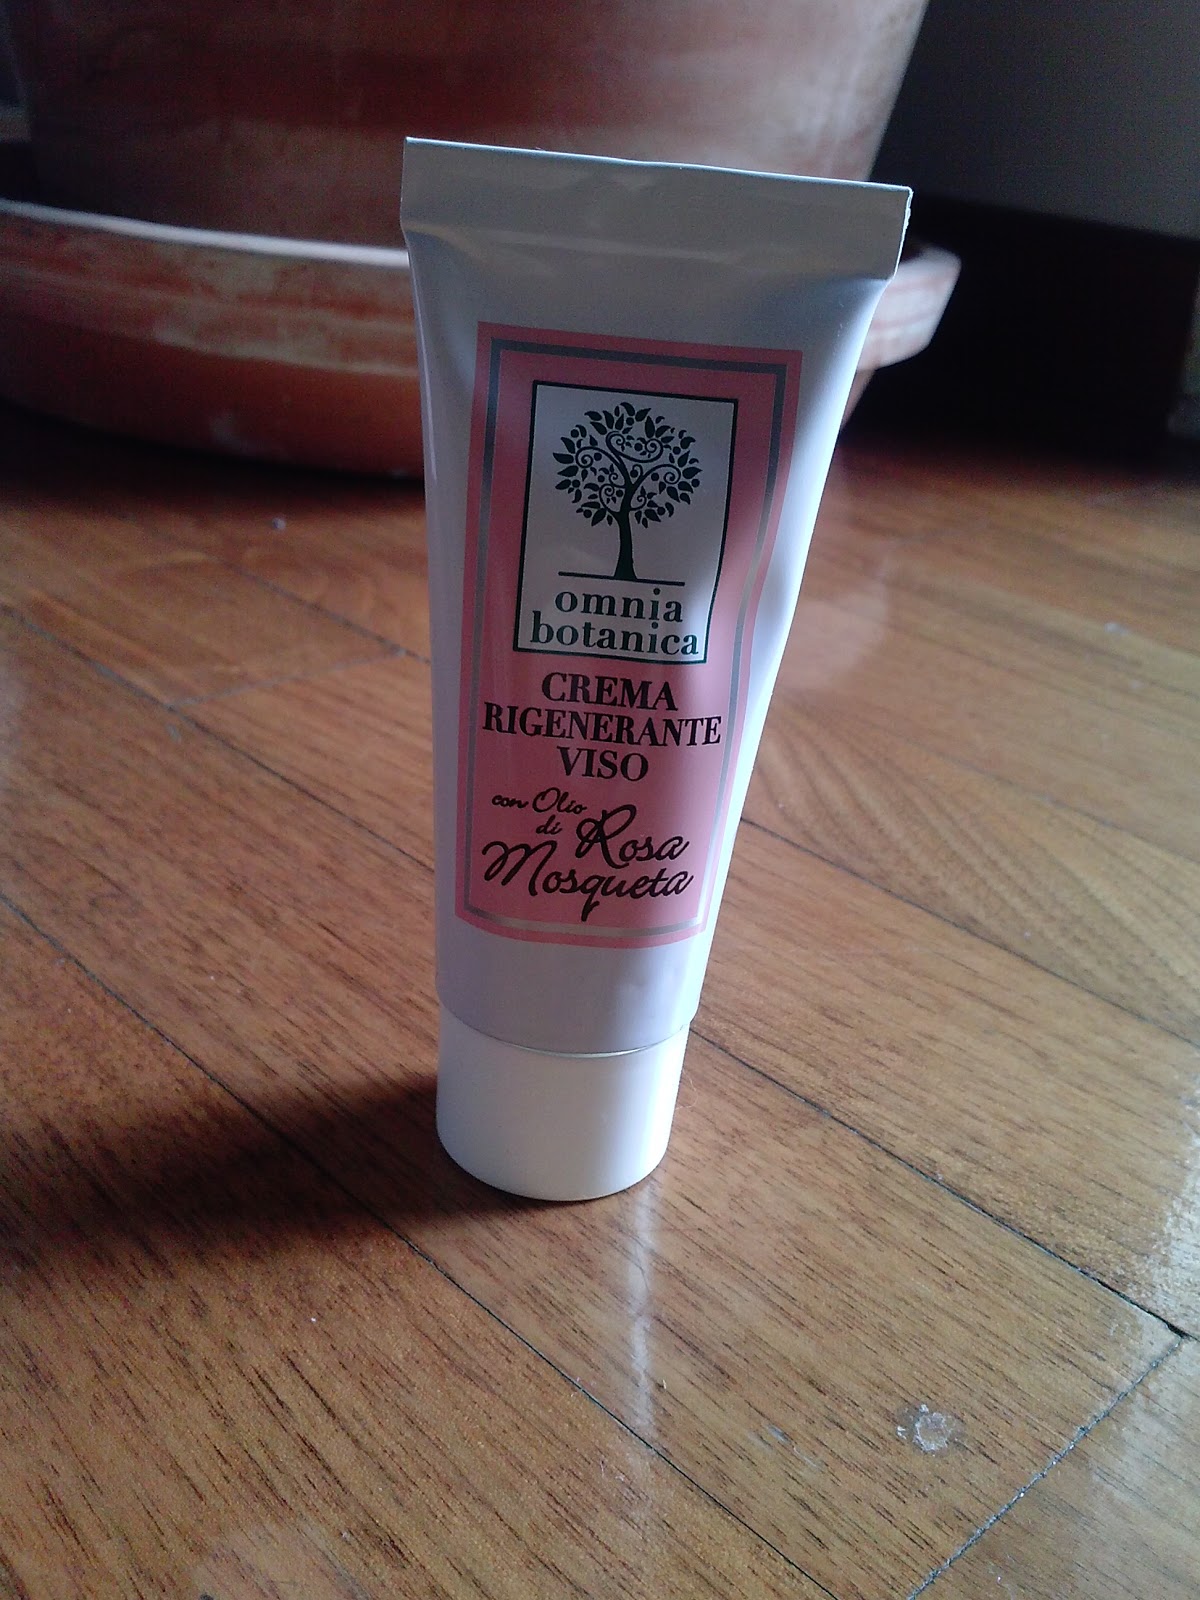 omnia
botanica
CREMA
RIGENERANTE
VISO
con Olio
di Rosa
Mosqueta